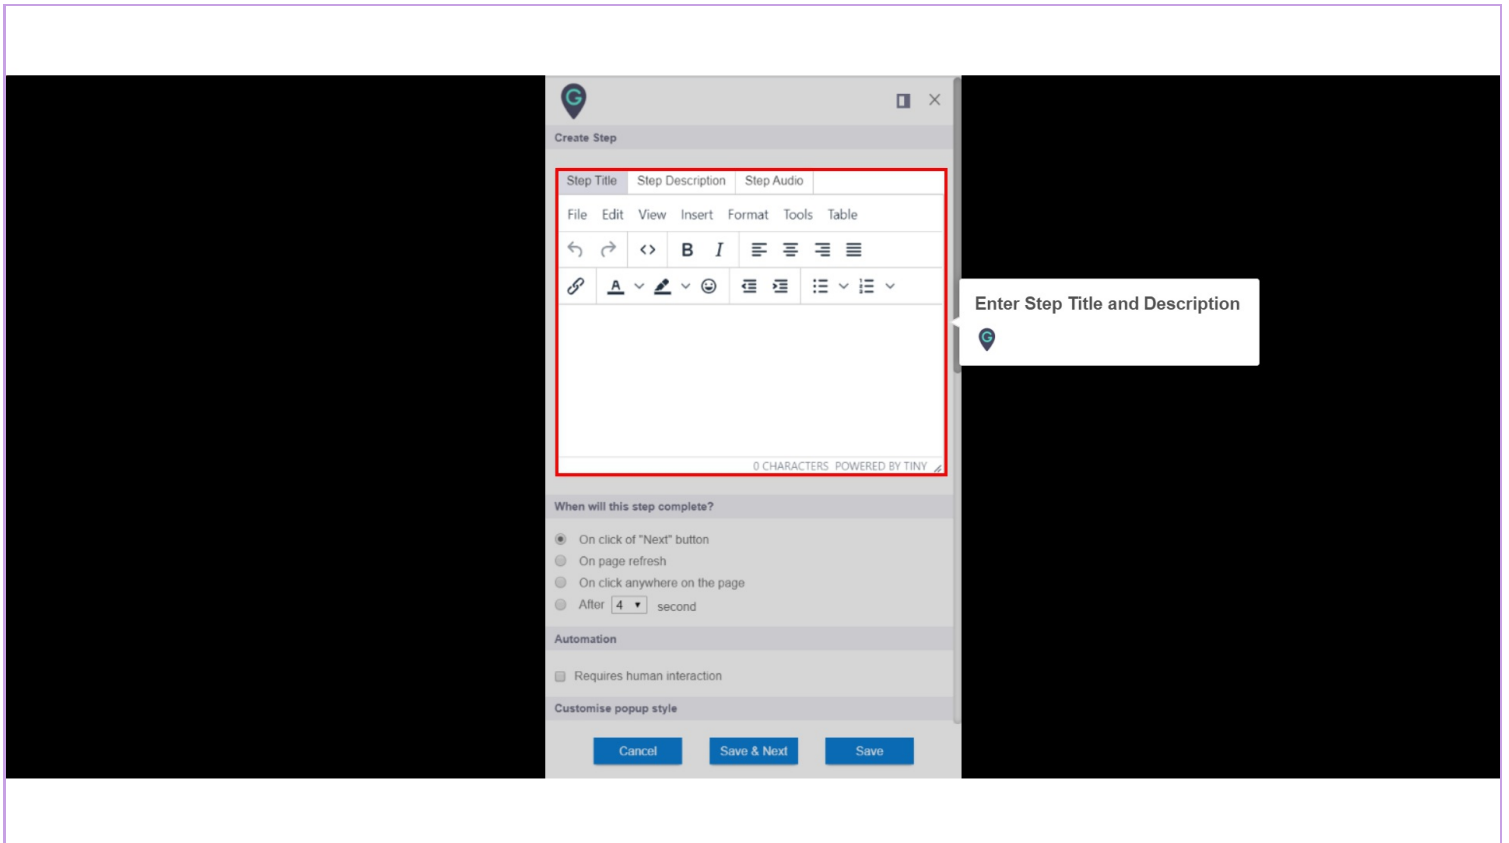 G
Create Step
Step Title Step Description Step Audio
File Edit View Insert Format Tools Table
B I
A
Enter Step Title and Description
G
0 CHARACTERS POWERED BY TINY
When will this step complete?
On click of "Next" button
On page refresh
On click anywhere on the page
After 4 second
Automation
Requires human interaction
Customise popup style
Cancel Save & Next Save